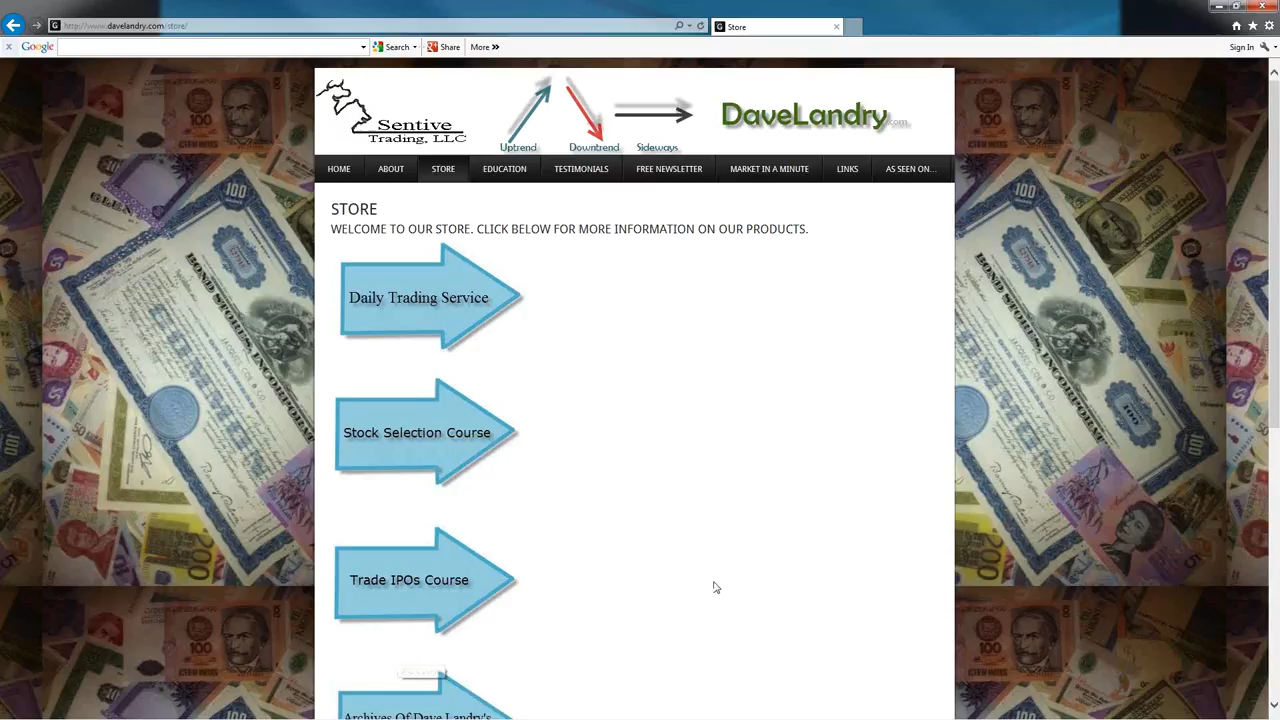 http://www.davelandry.com/store/
Store
Google
Search
Share
More »
Sign In
Sentive
Trading, LLC
Uptrend
Downtrend
Sideways
DaveLandry.com
HOME
ABOUT
STORE
EDUCATION
TESTIMONIALS
FREE NEWSLETTER
MARKET IN A MINUTE
LINKS
AS SEEN ON...
STORE
WELCOME TO OUR STORE. CLICK BELOW FOR MORE INFORMATION ON OUR PRODUCTS.
Daily Trading Service
Stock Selection Course
Trade IPOs Course
Archives Of Dave Landry's